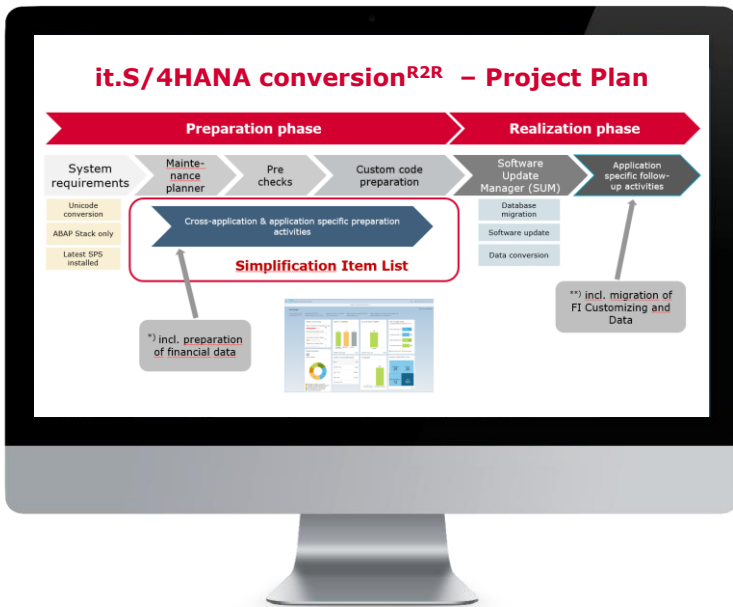 it.S/4HANA conversionR2R – Project Plan
Preparation phase
Realization phase
System
requirements
Mainte-
nance
planner
Pre
checks
Custom code
preparation
Software
Update
Manager (SUM)
Application
specific follow-
up activities
Unicode
conversion
ABAP Stack only
Latest SPS
installed
Cross-application & application specific preparation
activities
Simplification Item List
Database
migration
Software update
Data conversion
*) incl. preparation
of financial data
**) incl. migration of
FI Customizing and
Data